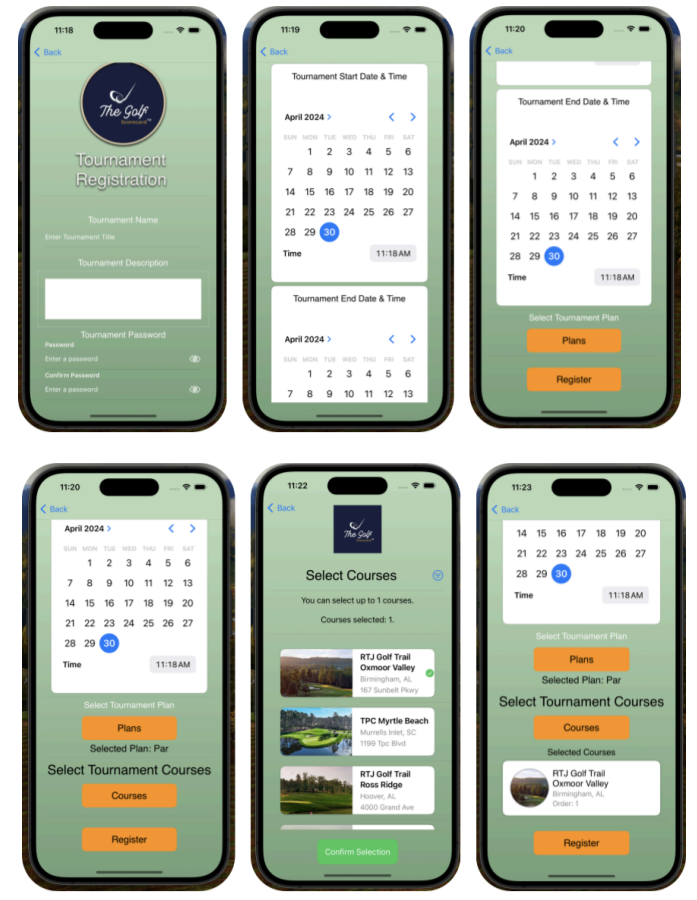 11:18
Back
The Golf
Scorecard™
Tournament
Registration
Tournament Name
Enter Tournament Title
Tournament Description
Tournament Password
Password
Enter a password
Confirm Password
Enter a password
11:19
Back
Tournament Start Date & Time
April 2024 >
SUN MON TUE WED THU FRI SAT
1 2 3 4 5 6
7 8 9 10 11 12 13
14 15 16 17 18 19 20
21 22 23 24 25 26 27
28 29 30
Time 11:18 AM
Tournament End Date & Time
April 2024 >
SUN MON TUE WED THU FRI SAT
1 2 3 4 5 6
7 8 9 10 11 12 13
11:20
Back
Tournament End Date & Time
April 2024 >
SUN MON TUE WED THU FRI SAT
1 2 3 4 5 6
7 8 9 10 11 12 13
14 15 16 17 18 19 20
21 22 23 24 25 26 27
28 29 30
Time 11:18 AM
Select Tournament Plan
Plans
Register
11:20
Back
April 2024 >
SUN MON TUE WED THU FRI SAT
1 2 3 4 5 6
7 8 9 10 11 12 13
14 15 16 17 18 19 20
21 22 23 24 25 26 27
28 29 30
Time 11:18 AM
Select Tournament Plan
Plans
Selected Plan: Par
Select Tournament Courses
Courses
Register
11:22
Back
The Golf
Select Courses
You can select up to 1 courses.
Courses selected: 1.
RTJ Golf Trail
Oxmoor Valley
Birmingham, AL
167 Sunbelt Pkwy
TPC Myrtle Beach
Murrells Inlet, SC
1199 Tpc Blvd
RTJ Golf Trail
Ross Ridge
Hoover, AL
4000 Grand Ave
Confirm Selection
11:23
Back
14 15 16 17 18 19 20
21 22 23 24 25 26 27
28 29 30
Time 11:18 AM
Select Tournament Plan
Plans
Selected Plan: Par
Select Tournament Courses
Courses
Selected Courses
RTJ Golf Trail
Oxmoor Valley
Birmingham, AL
Order: 1
Register